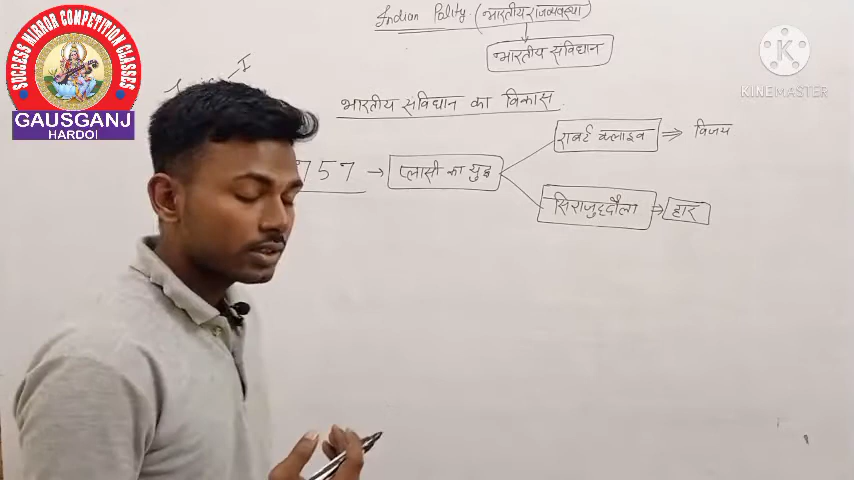 SUCCESS MIRROR COMPETITION CLASSES
GAUSGANJ
HARDOI
Indian Polity (भारतीय राजव्यवस्था)
भारतीय संविधान
I
भारतीय संविधान का विकास
757 → प्लासी का युद्ध
राबर्ट क्लाइव ⇒ विजय
सिराजुद्दौला ⇒ हार
K
KINEMASTER